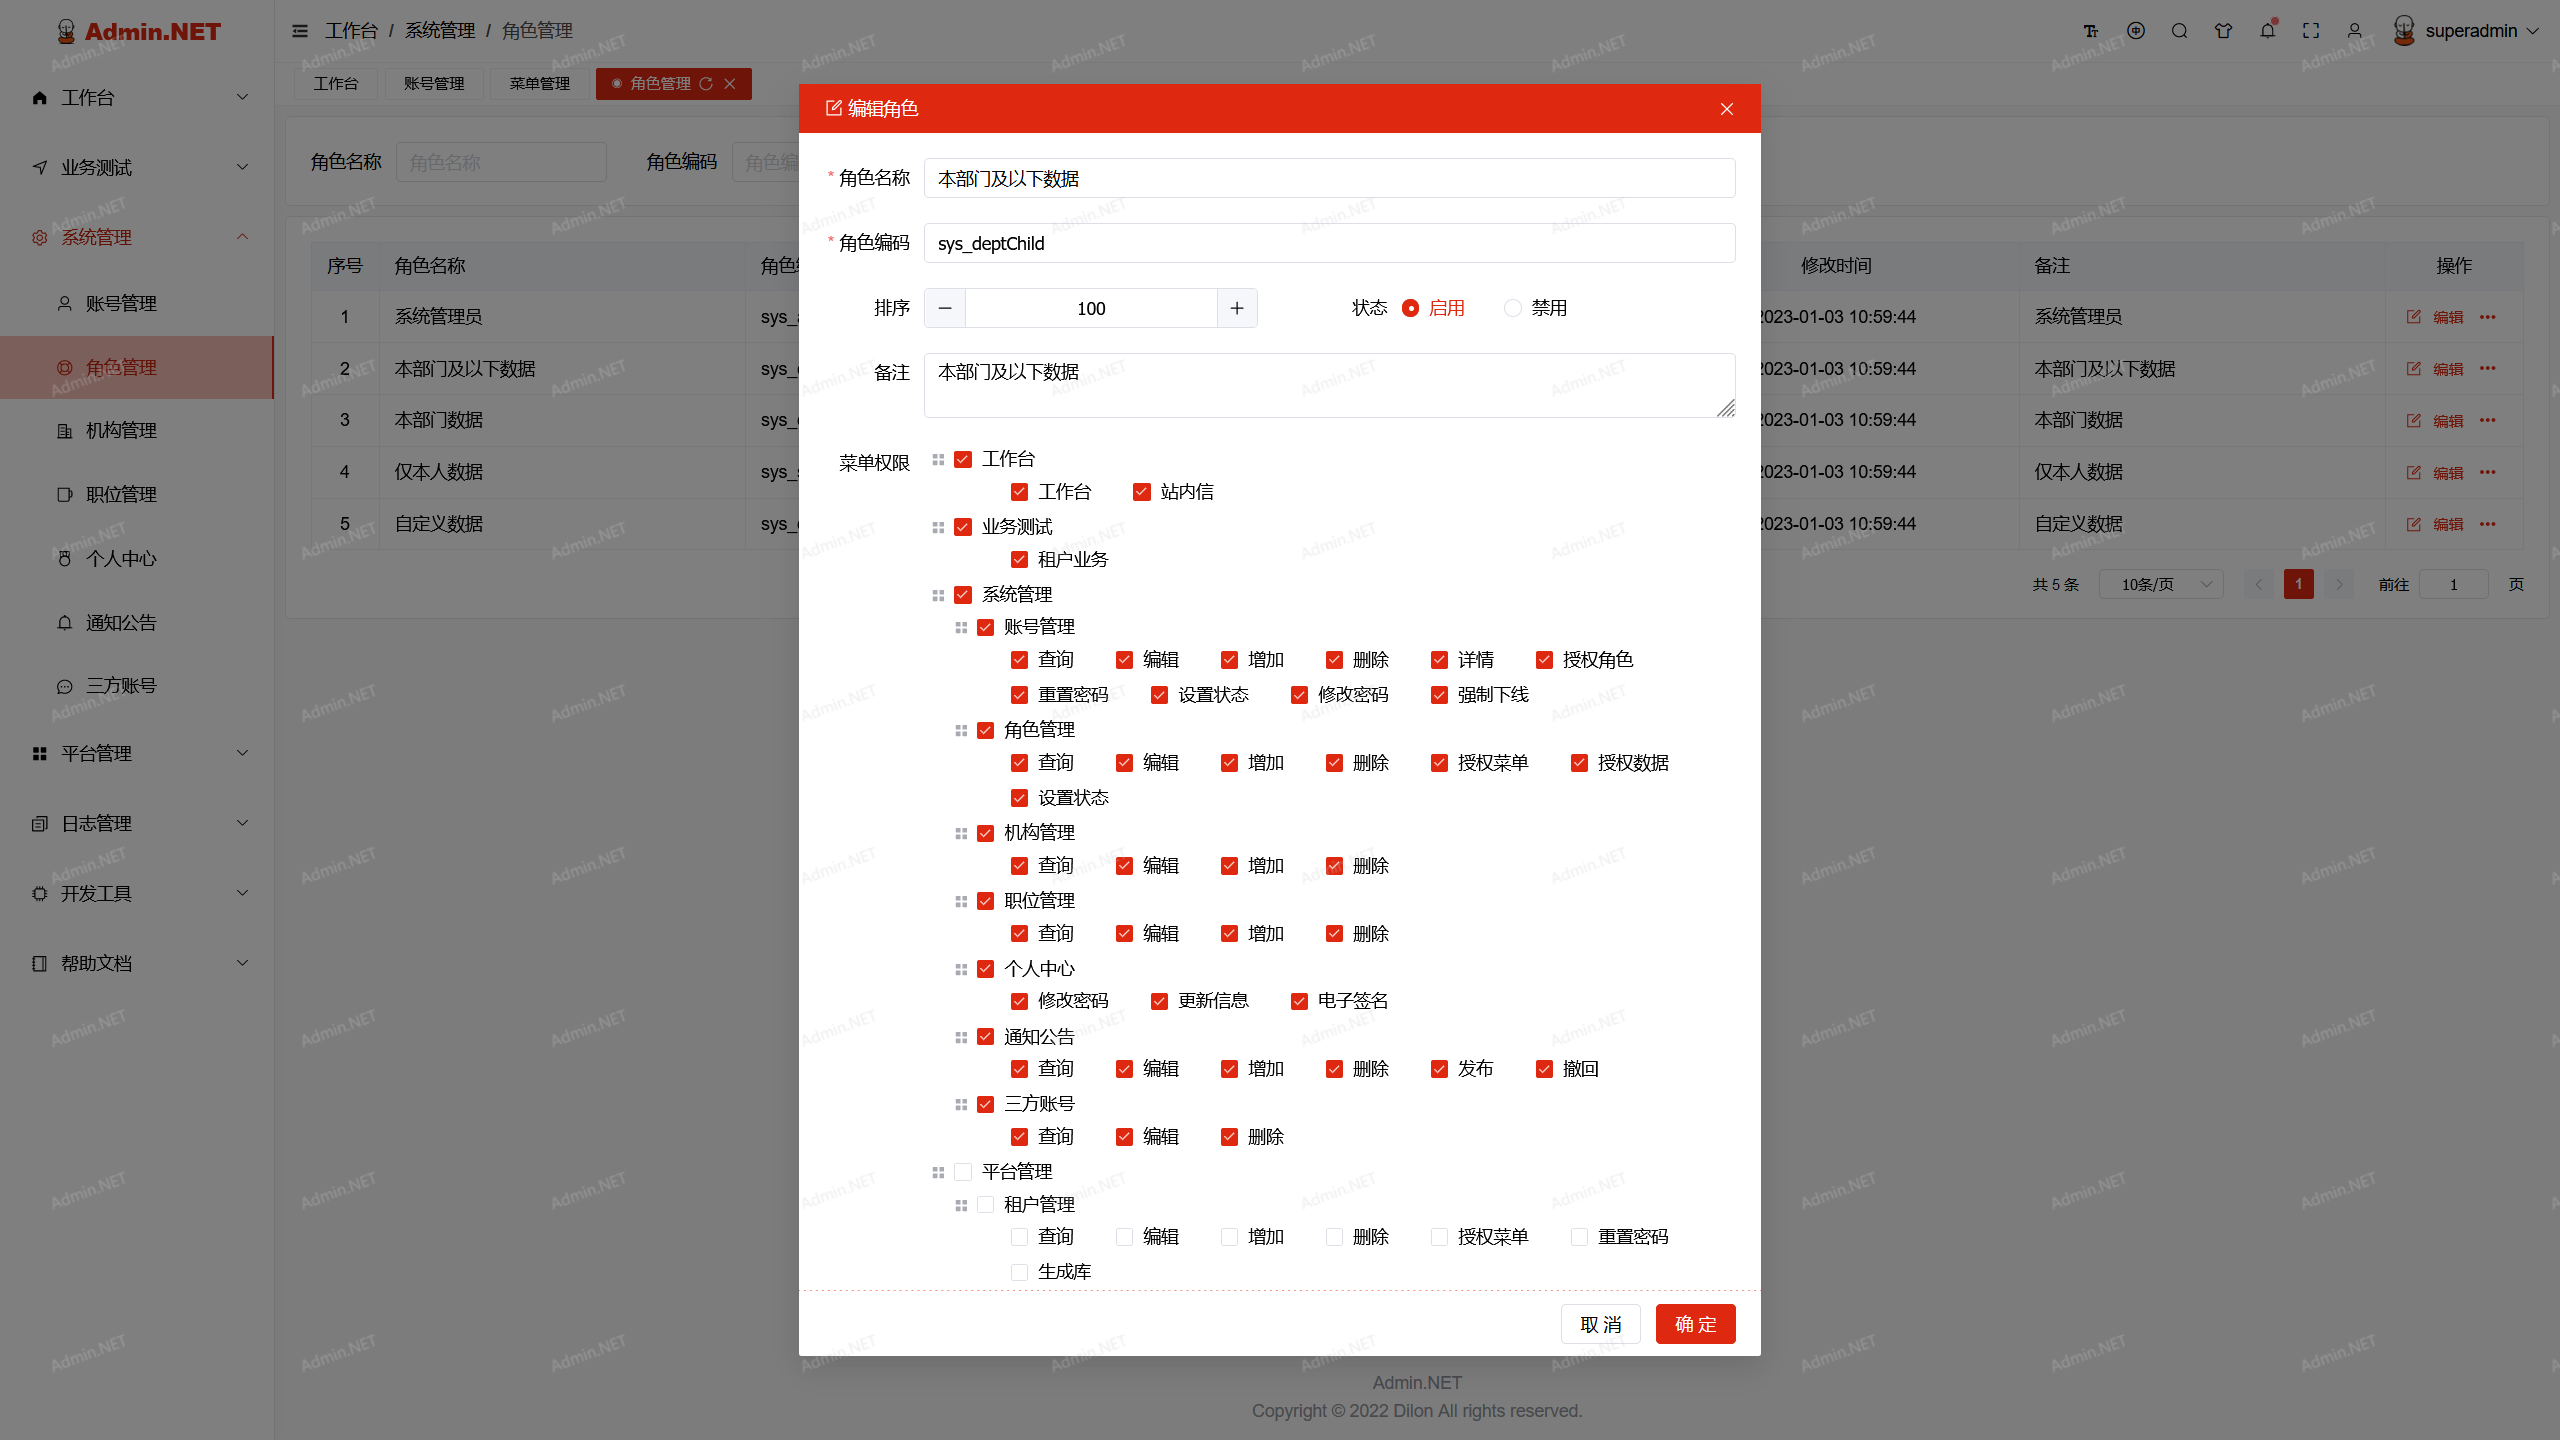 Admin.NET
工作台
业务测试
系统管理
账号管理
角色管理
机构管理
职位管理
个人中心
通知公告
三方账号
平台管理
日志管理
开发工具
帮助文档
工作台 / 系统管理 / 角色管理
superadmin
工作台 账号管理 菜单管理 角色管理
角色名称 角色名称 角色编码
序号 角色名称 修改时间 备注 操作
1 系统管理员 2023-01-03 10:59:44 系统管理员 编辑
2 本部门及以下数据 2023-01-03 10:59:44 本部门及以下数据 编辑
3 本部门数据 2023-01-03 10:59:44 本部门数据 编辑
4 仅本人数据 2023-01-03 10:59:44 仅本人数据 编辑
5 自定义数据 2023-01-03 10:59:44 自定义数据 编辑
共 5 条 10条/页 1 前往 1 页
编辑角色
* 角色名称 本部门及以下数据
* 角色编码 sys_deptChild
排序 100 状态 启用 禁用
备注 本部门及以下数据
菜单权限 工作台
工作台 站内信
业务测试
租户业务
系统管理
账号管理
查询 编辑 增加 删除 详情 授权角色
重置密码 设置状态 修改密码 强制下线
角色管理
查询 编辑 增加 删除 授权菜单 授权数据
设置状态
机构管理
查询 编辑 增加 删除
职位管理
查询 编辑 增加 删除
个人中心
修改密码 更新信息 电子签名
通知公告
查询 编辑 增加 删除 发布 撤回
三方账号
查询 编辑 删除
平台管理
租户管理
查询 编辑 增加 删除 授权菜单 重置密码
生成库
取 消 确 定
Admin.NET
Copyright © 2022 Dilon All rights reserved.